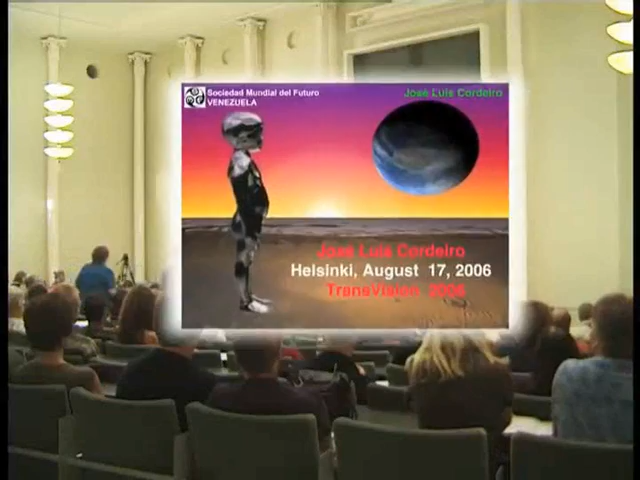 Sociedad Mundial del Futuro
VENEZUELA
José Luis Cordeiro
José Luis Cordeiro
Helsinki, August 17, 2006
TransVision 2006